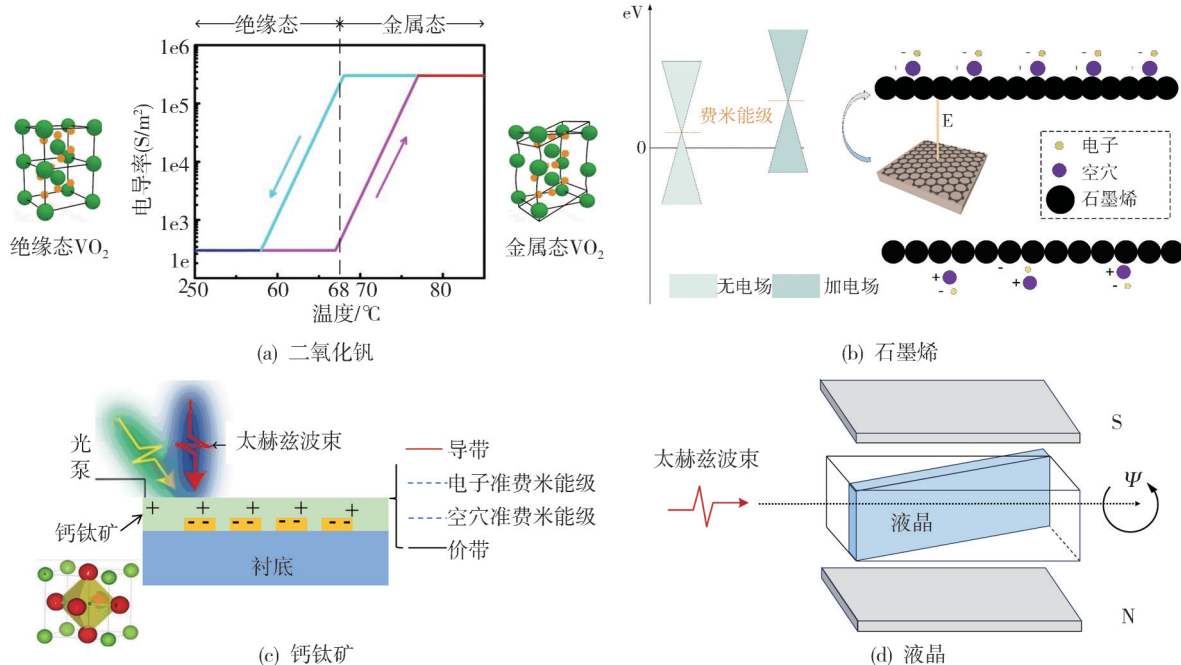 绝缘态
金属态
1e6
1e5
1e4
1e3
1e
2
电导率(S/m²)
250
60
68 70
80
温度/℃
绝缘态VO₂
金属态VO₂
(a) 二氧化钒
eV
0
费米能级
无电场
加电场
E
- - - - -
+ + + + +
电子
空穴
石墨烯
+ - +
- + -
(b) 石墨烯
光
泵
太赫兹波束
钙钛矿
+ + + + +
-- -- -- --
衬底
导带
电子准费米能级
空穴准费米能级
价带
(c) 钙钛矿
S
太赫兹波束
液晶
Ψ
N
(d) 液晶